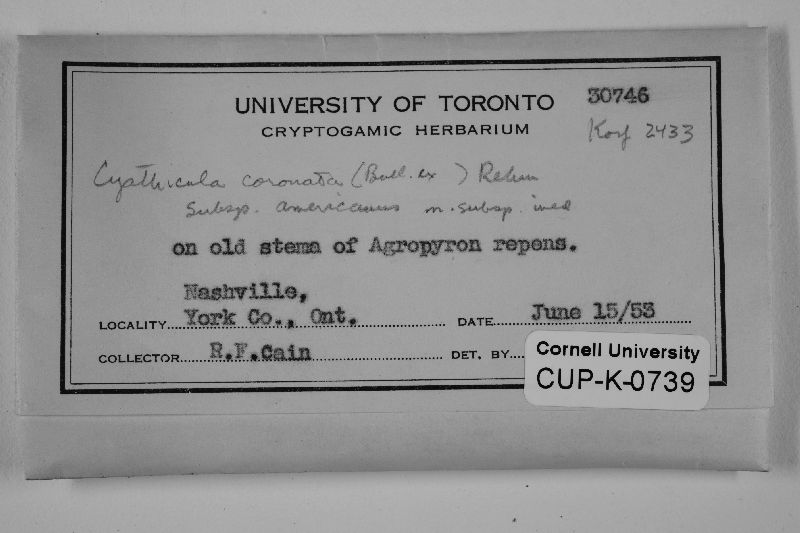 UNIVERSITY OF TORONTO 30746
CRYPTOGAMIC HERBARIUM Korf 2433
Cyathicula coronata (Bull. ex ) Rehm
subsp. americanus n. subsp. ined
on old stems of Agropyron repens.
Nashville,
LOCALITY York Co., Ont. DATE June 15/53
COLLECTOR R.F.Cain DET. BY
Cornell University
CUP-K-0739